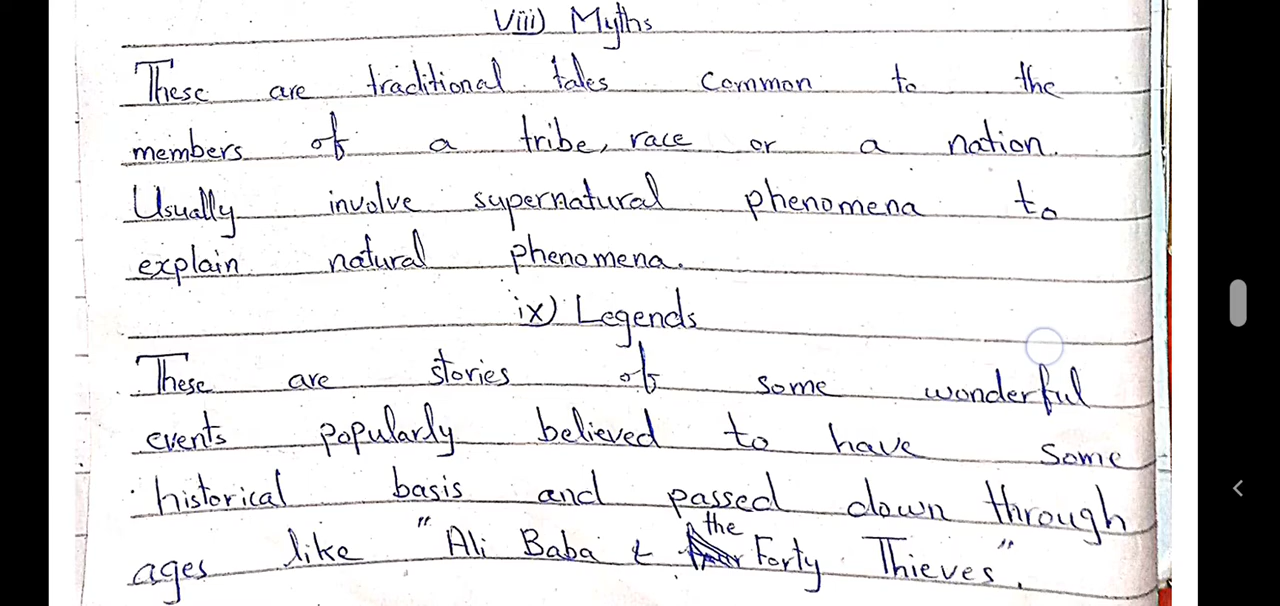 viii) Myths
These are traditional tales common to the
members of a tribe, race or a nation.
Usually involve supernatural phenomena to
explain natural phenomena.
ix) Legends
These are stories of some wonderful
events popularly believed to have some
historical basis and passed down through
ages like "Ali Baba & the Forty Thieves".